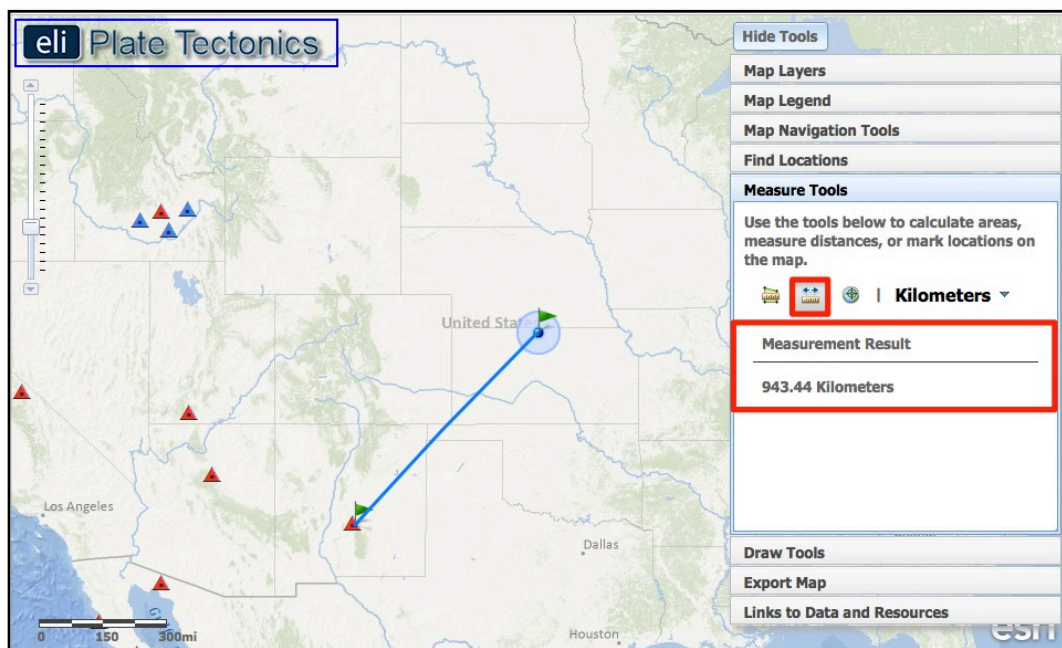 eli Plate Tectonics
Hide Tools
Map Layers
Map Legend
Map Navigation Tools
Find Locations
Measure Tools
Use the tools below to calculate areas,
measure distances, or mark locations on
the map.
| Kilometers
Measurement Result
943.44 Kilometers
Draw Tools
Export Map
Links to Data and Resources
United State
Los Angeles
Dallas
Houston
0 150 300mi
esri